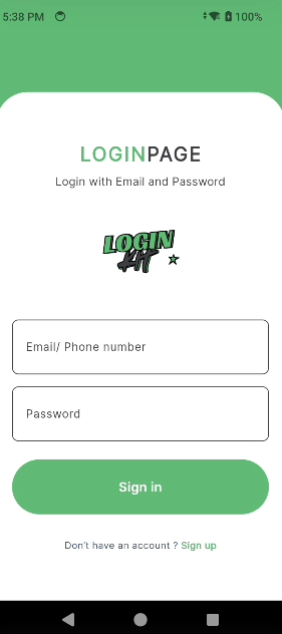 5:38 PM 100%
LOGINPAGE
Login with Email and Password
LOGIN
KIT
Email/ Phone number
Password
Sign in
Don't have an account ? Sign up